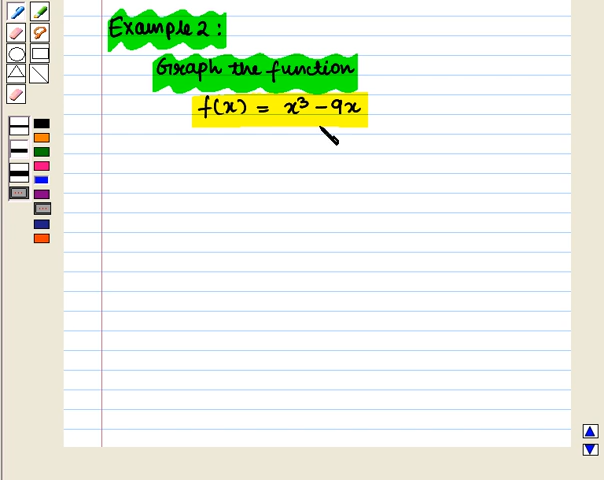 Example 2:
Graph the function
f(x) = x³ - 9x